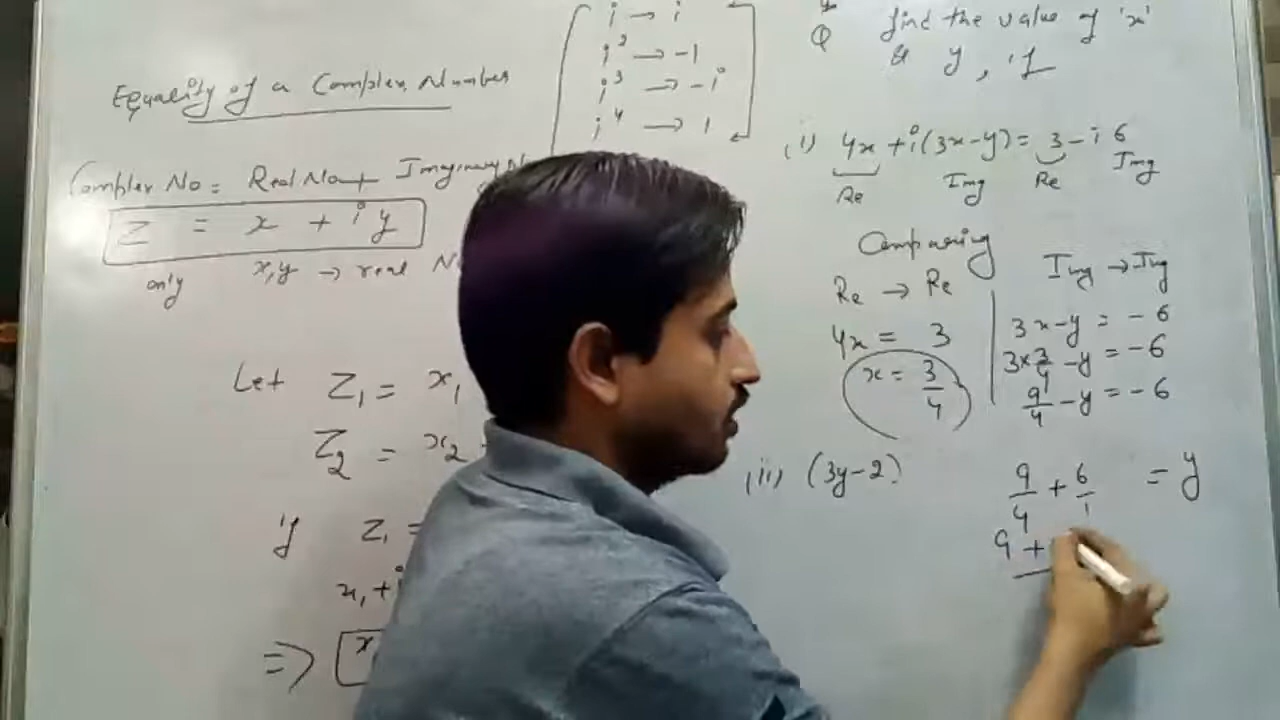 Equality of a Complex Number
Complex No = Real No + Imaginary
Z = x + iy
only x,y → real N
Let Z₁ = x₁
Z₂ = x₂
if Z₁ =
x₁ + i
⇒
i → i
i² → -1
i³ → -i
i⁴ → 1
Q find the value of 'x'
& y, if
(i) 4x + i(3x-y) = 3 - i6
Re Img Re Img
Comparing
Re → Re
4x = 3
x = 3/4
Img → Img
3x - y = -6
3×3/4 - y = -6
9/4 - y = -6
9/4 + 6/1 = y
9 +
(ii) (3y-2)